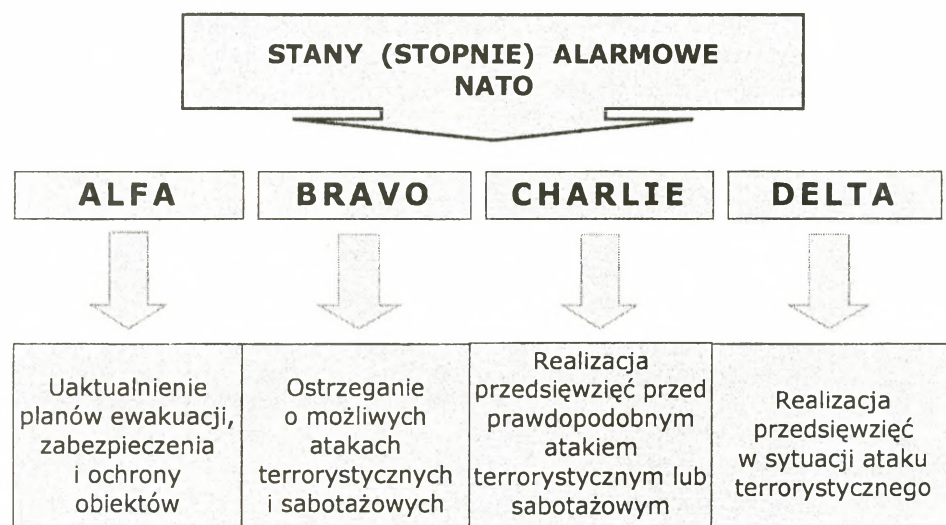 STANY (STOPNIE) ALARMOWE
NATO
ALFA
BRAVO
CHARLIE
DELTA
Uaktualnienie
planów ewakuacji,
zabezpieczenia
i ochrony
obiektów
Ostrzeganie
o możliwych
atakach
terrorystycznych
i sabotażowych
Realizacja
przedsięwzięć przed
prawdopodobnym
atakiem
terrorystycznym lub
sabotażowym
Realizacja
przedsięwzięć
w sytuacji ataku
terrorystycznego